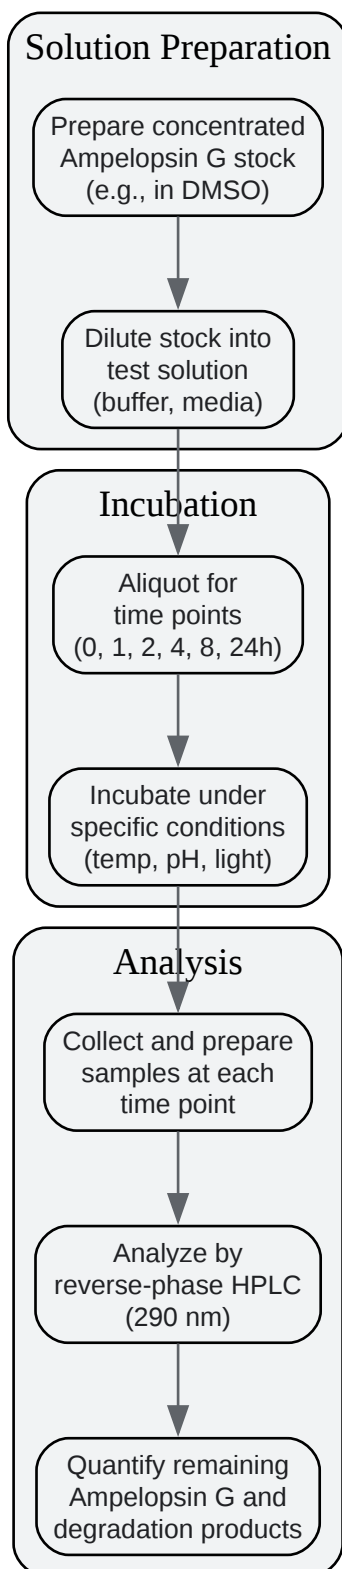 Solution Preparation
Prepare concentrated
Ampelopsin G stock
(e.g., in DMSO)
Dilute stock into
test solution
(buffer, media)
Incubation
Aliquot for
time points
(0, 1, 2, 4, 8, 24h)
Incubate under
specific conditions
(temp, pH, light)
Analysis
Collect and prepare
samples at each
time point
Analyze by
reverse-phase HPLC
(290 nm)
Quantify remaining
Ampelopsin G and
degradation products